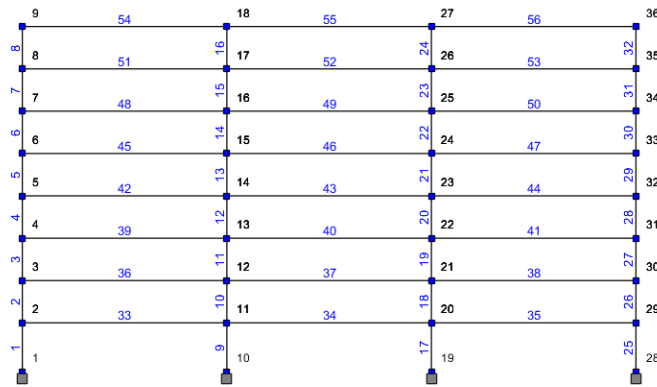 9 54 18 55 27 56 36
8 16 24 32
8 51 17 52 26 53 35
7 15 23 31
7 48 16 49 25 50 34
6 14 22 30
6 45 15 46 24 47 33
5 13 21 29
5 42 14 43 23 44 32
4 12 20 28
4 39 13 40 22 41 31
3 11 19 27
3 36 12 37 21 38 30
2 10 18 26
2 33 11 34 20 35 29
1 9 17 25
1 10 19 28